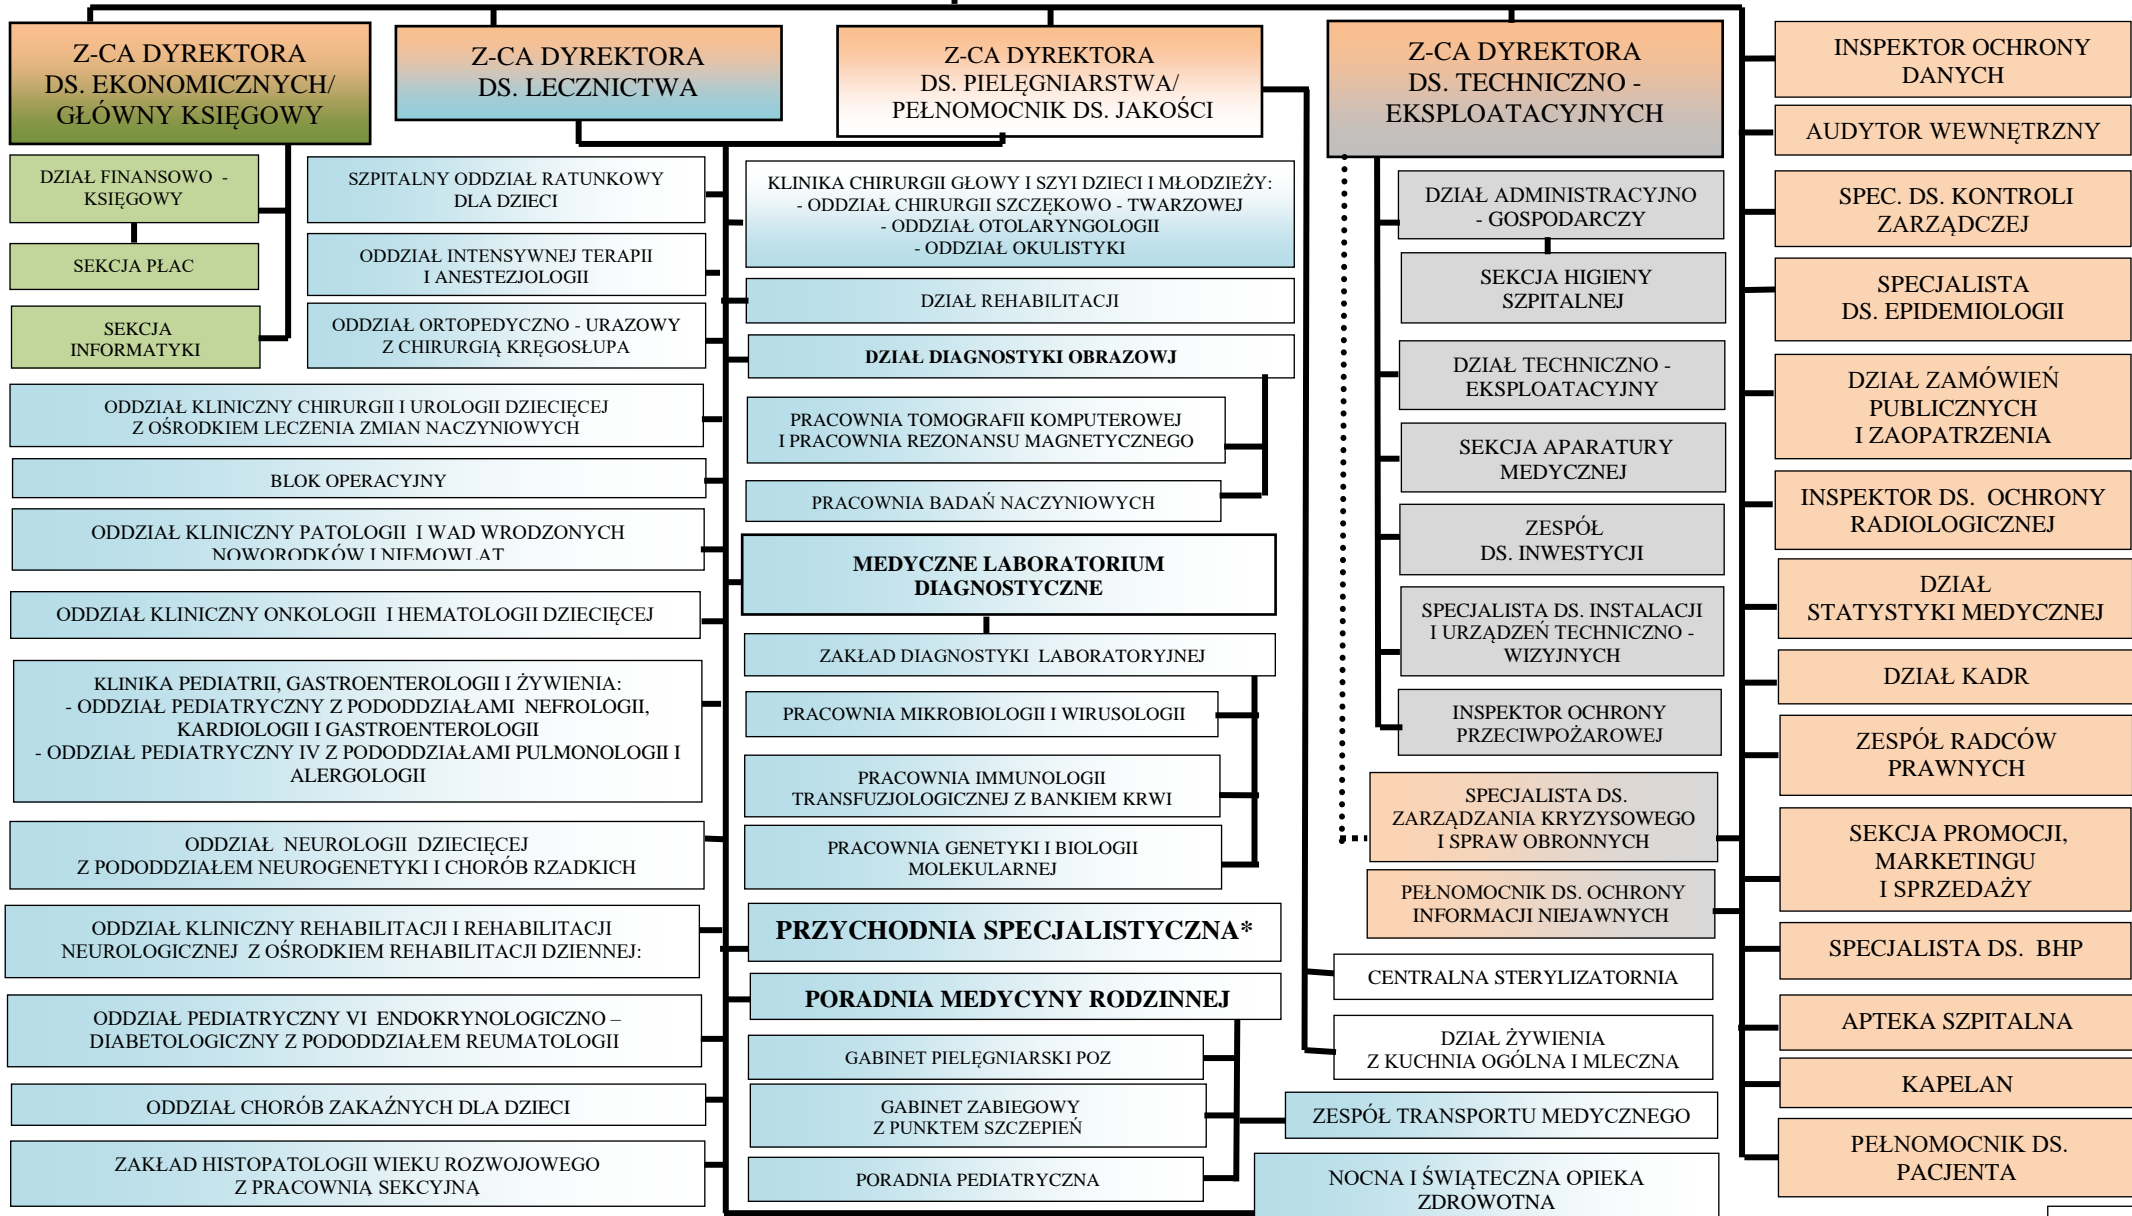 Z-CA DYREKTORA
DS. EKONOMICZNYCH/
GŁÓWNY KSIĘGOWY
Z-CA DYREKTORA
DS. LECZNICTWA
Z-CA DYREKTORA
DS. PIELĘGNIARSTWA/
PEŁNOMOCNIK DS. JAKOŚCI
Z-CA DYREKTORA
DS. TECHNICZNO -
EKSPLOATACYJNYCH
DZIAŁ FINANSOWO -
KSIĘGOWY
SEKCJA PŁAC
SEKCJA
INFORMATYKI
SZPITALNY ODDZIAŁ RATUNKOWY
DLA DZIECI
ODDZIAŁ INTENSYWNEJ TERAPII
I ANESTEZJOLOGII
ODDZIAŁ ORTOPEDYCZNO - URAZOWY
Z CHIRURGIĄ KRĘGOSŁUPA
ODDZIAŁ KLINICZNY CHIRURGII I UROLOGII DZIECIĘCEJ
Z OŚRODKIEM LECZENIA ZMIAN NACZYNIOWYCH
BLOK OPERACYJNY
ODDZIAŁ KLINICZNY PATOLOGII I WAD WRODZONYCH
NOWORODKÓW I NIEMOWLAT
ODDZIAŁ KLINICZNY ONKOLOGII I HEMATOLOGII DZIECIĘCEJ
KLINIKA PEDIATRII, GASTROENTEROLOGII I ŻYWIENIA:
- ODDZIAŁ PEDIATRYCZNY Z PODODDZIAŁAMI NEFROLOGII,
KARDIOLOGII I GASTROENTEROLOGII
- ODDZIAŁ PEDIATRYCZNY IV Z PODODDZIAŁAMI PULMONOLOGII I
ALERGOLOGII
ODDZIAŁ NEUROLOGII DZIECIĘCEJ
Z PODODDZIAŁEM NEUROGENETYKI I CHORÓB RZADKICH
ODDZIAŁ KLINICZNY REHABILITACJI I REHABILITACJI
NEUROLOGICZNEJ Z OŚRODKIEM REHABILITACJI DZIENNEJ:
ODDZIAŁ PEDIATRYCZNY VI ENDOKRYNOLOGICZNO –
DIABETOLOGICZNY Z PODODDZIAŁEM REUMATOLOGII
ODDZIAŁ CHORÓB ZAKAŹNYCH DLA DZIECI
ZAKŁAD HISTOPATOLOGII WIEKU ROZWOJOWEGO
Z PRACOWNIĄ SEKCYJNĄ
KLINIKA CHIRURGII GŁOWY I SZYI DZIECI I MŁODZIEŻY:
- ODDZIAŁ CHIRURGII SZCZĘKOWO - TWARZOWEJ
- ODDZIAŁ OTOLARYNGOLOGII
- ODDZIAŁ OKULISTYKI
DZIAŁ REHABILITACJI
DZIAŁ DIAGNOSTYKI OBRAZOWJ
PRACOWNIA TOMOGRAFII KOMPUTEROWEJ
I PRACOWNIA REZONANSU MAGNETYCZNEGO
PRACOWNIA BADAŃ NACZYNIOWYCH
MEDYCZNE LABORATORIUM
DIAGNOSTYCZNE
ZAKŁAD DIAGNOSTYKI LABORATORYJNEJ
PRACOWNIA MIKROBIOLOGII I WIRUSOLOGII
PRACOWNIA IMMUNOLOGII
TRANSFUZJOLOGICZNEJ Z BANKIEM KRWI
PRACOWNIA GENETYKI I BIOLOGII
MOLEKULARNEJ
PRZYCHODNIA SPECJALISTYCZNA*
PORADNIA MEDYCYNY RODZINNEJ
GABINET PIELĘGNIARSKI POZ
GABINET ZABIEGOWY
Z PUNKTEM SZCZEPIEŃ
PORADNIA PEDIATRYCZNA
DZIAŁ ADMINISTRACYJNO
- GOSPODARCZY
SEKCJA HIGIENY
SZPITALNEJ
DZIAŁ TECHNICZNO -
EKSPLOATACYJNY
SEKCJA APARATURY
MEDYCZNEJ
ZESPÓŁ
DS. INWESTYCJI
SPECJALISTA DS. INSTALACJI
I URZĄDZEŃ TECHNICZNO -
WIZYJNYCH
INSPEKTOR OCHRONY
PRZECIWPOŻAROWEJ
SPECJALISTA DS.
ZARZĄDZANIA KRYZYSOWEGO
I SPRAW OBRONNYCH
PEŁNOMOCNIK DS. OCHRONY
INFORMACJI NIEJAWNYCH
CENTRALNA STERYLIZATORNIA
DZIAŁ ŻYWIENIA
Z KUCHNIA OGÓLNA I MLECZNA
ZESPÓŁ TRANSPORTU MEDYCZNEGO
NOCNA I ŚWIĄTECZNA OPIEKA
ZDROWOTNA
INSPEKTOR OCHRONY
DANYCH
AUDYTOR WEWNĘTRZNY
SPEC. DS. KONTROLI
ZARZĄDCZEJ
SPECJALISTA
DS. EPIDEMIOLOGII
DZIAŁ ZAMÓWIEŃ
PUBLICZNYCH
I ZAOPATRZENIA
INSPEKTOR DS. OCHRONY
RADIOLOGICZNEJ
DZIAŁ
STATYSTYKI MEDYCZNEJ
DZIAŁ KADR
ZESPÓŁ RADCÓW
PRAWNYCH
SEKCJA PROMOCJI,
MARKETINGU
I SPRZEDAŻY
SPECJALISTA DS. BHP
APTEKA SZPITALNA
KAPELAN
PEŁNOMOCNIK DS.
PACJENTA